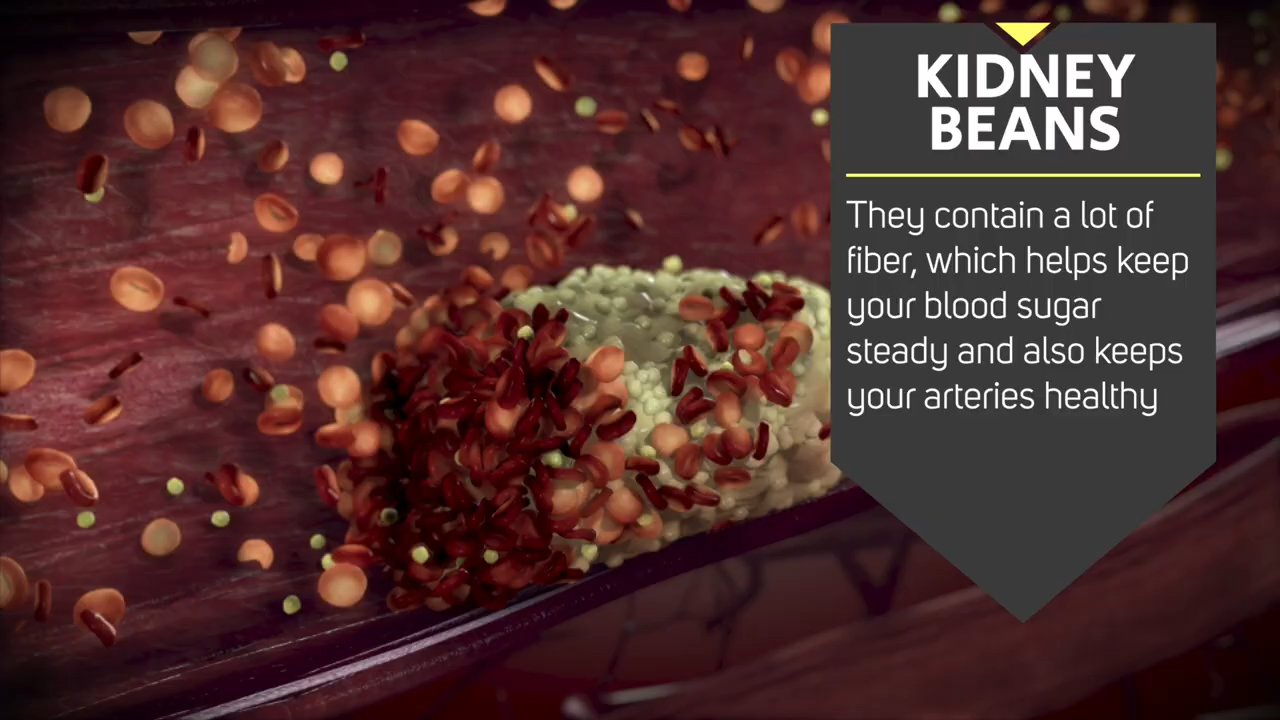 KIDNEY
BEANS
They contain a lot of
fiber, which helps keep
your blood sugar
steady and also keeps
your arteries healthy